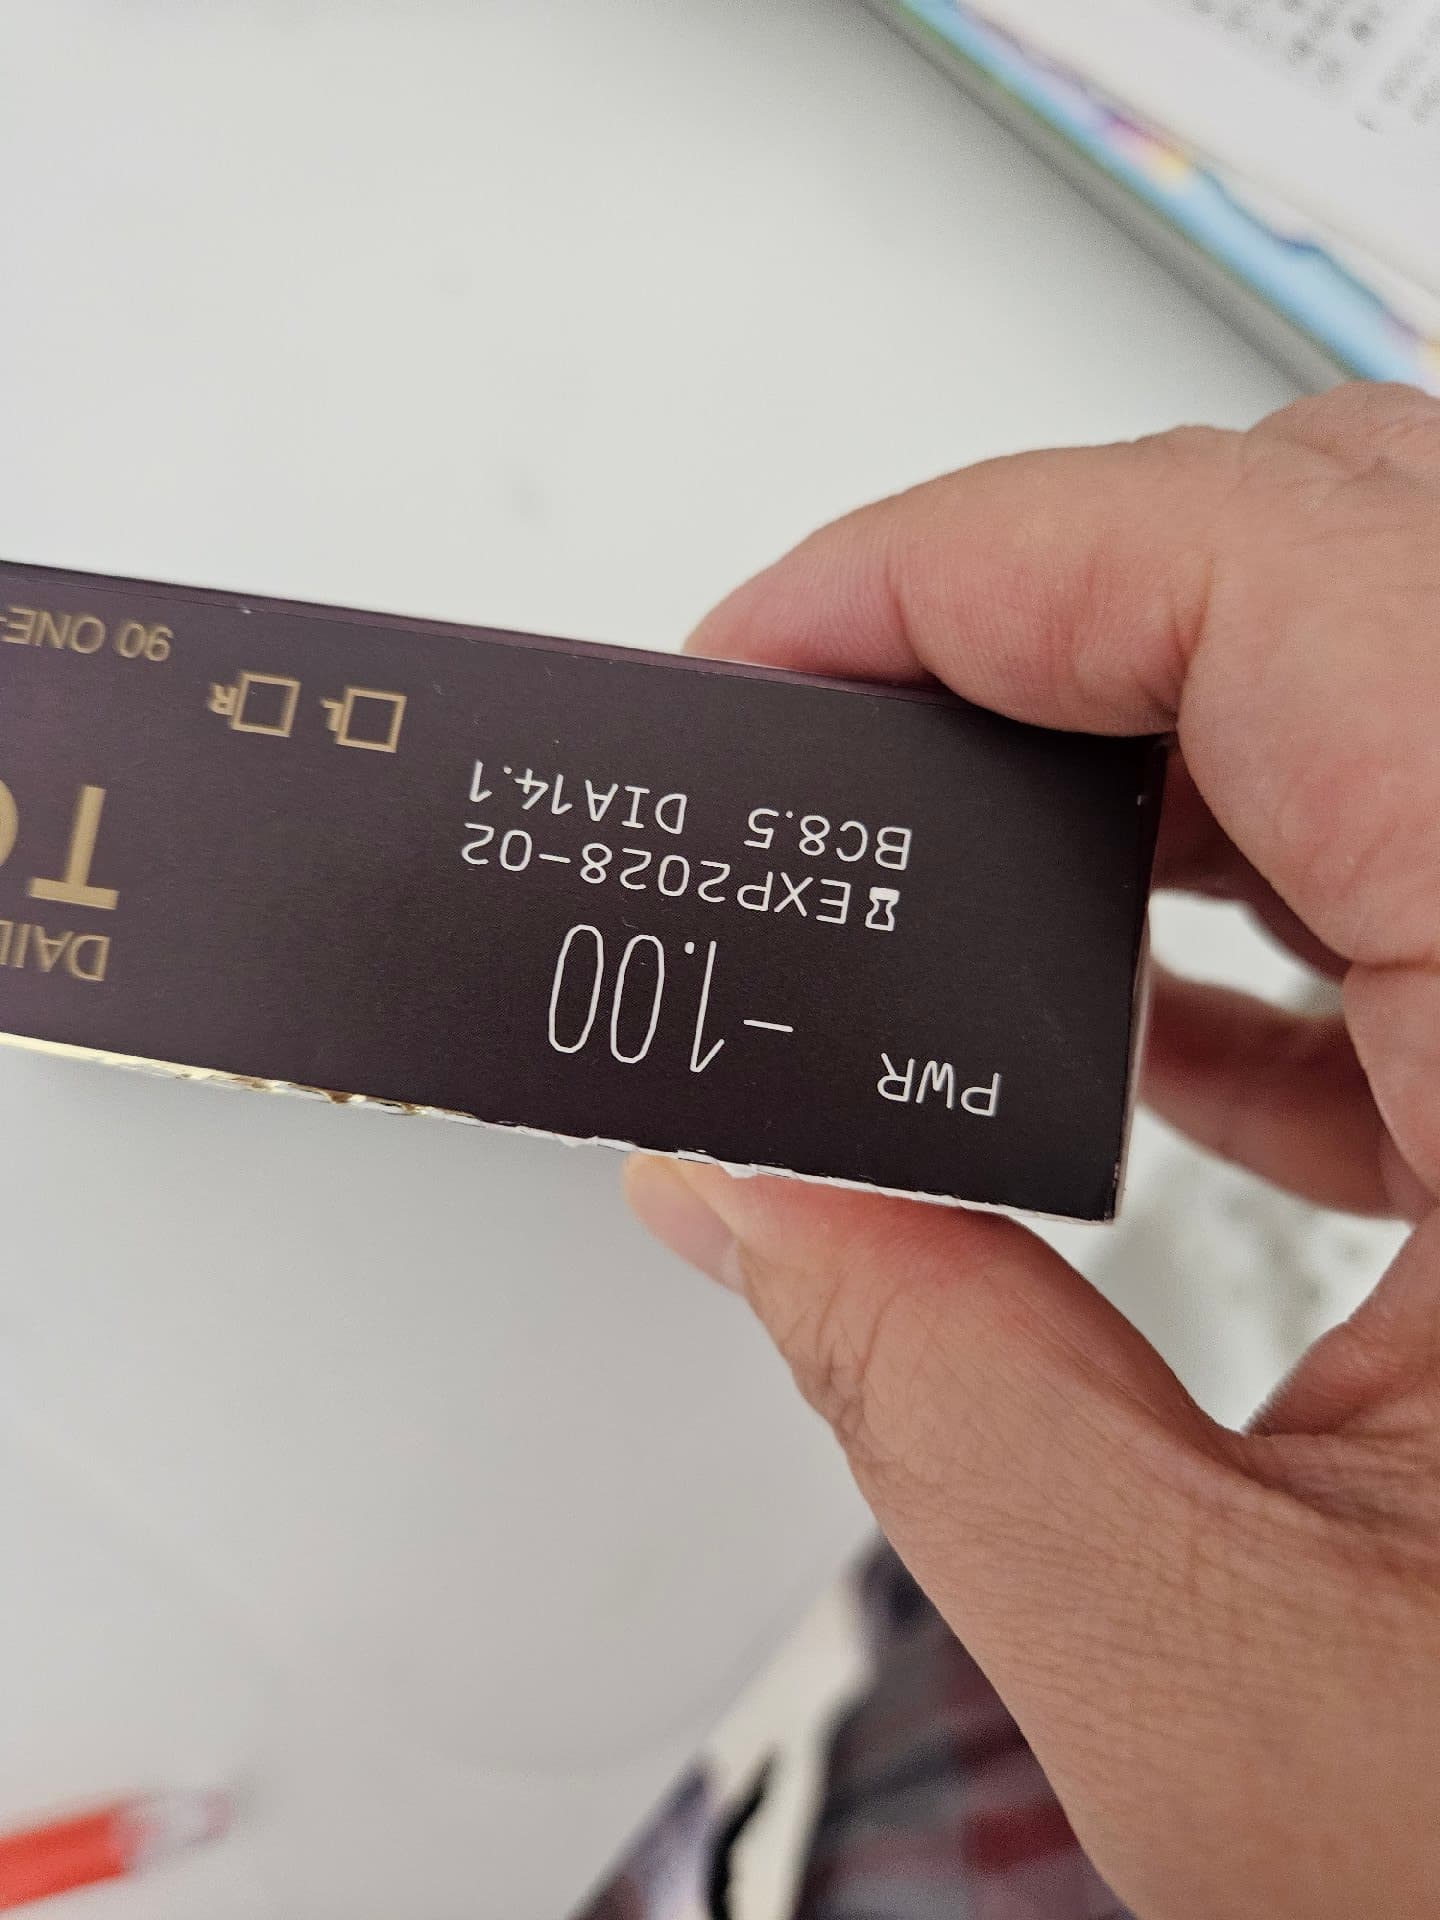 PWR
-1.00
EXP2028-02
BC8.5 DIA14.1
L R
90 ONE-